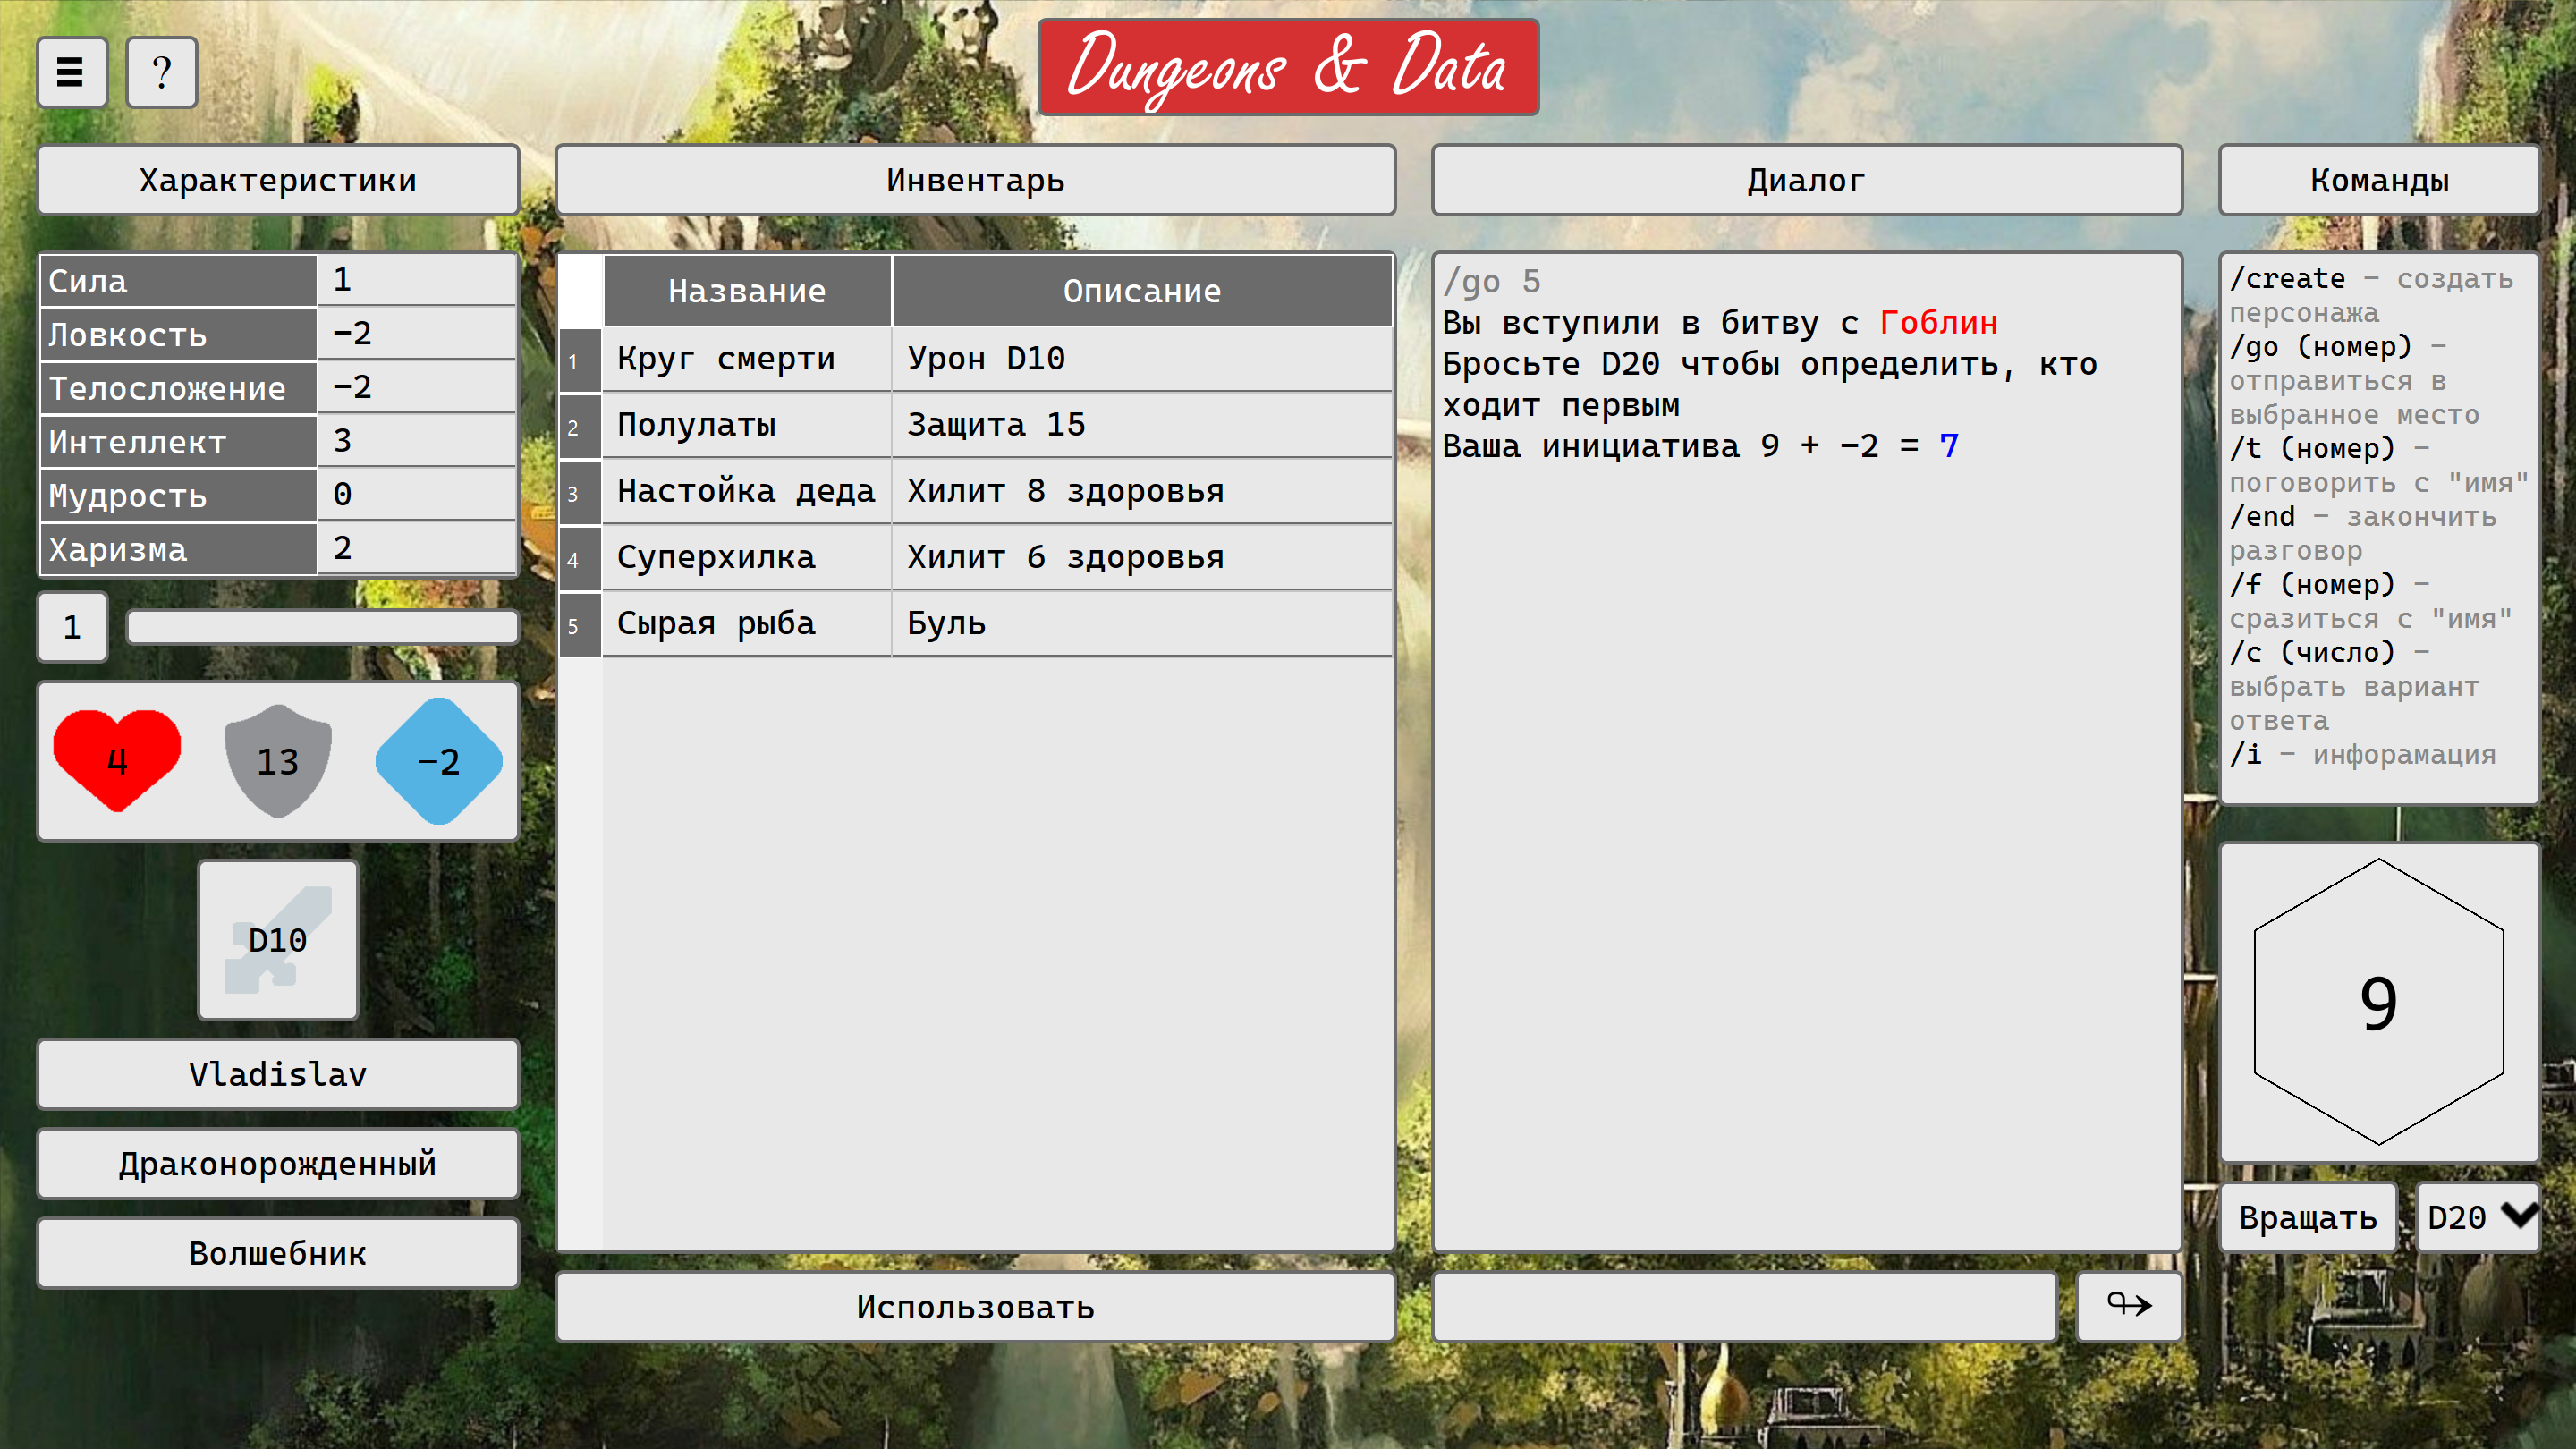 ?
Dungeons & Data
Характеристики
Инвентарь
Диалог
Команды
Сила 1
Ловкость -2
Телосложение -2
Интеллект 3
Мудрость 0
Харизма 2
1
4
13
-2
D10
Vladislav
Драконорожденный
Волшебник
Название Описание
1 Круг смерти Урон D10
2 Полулаты Защита 15
3 Настойка деда Хилит 8 здоровья
4 Суперхилка Хилит 6 здоровья
5 Сырая рыба Буль
Использовать
/go 5
Вы вступили в битву с Гоблин
Бросьте D20 чтобы определить, кто
ходит первым
Ваша инициатива 9 + -2 = 7
/create - создать
персонажа
/go (номер) -
отправиться в
выбранное место
/t (номер) -
поговорить с "имя"
/end - закончить
разговор
/f (номер) -
сразиться с "имя"
/c (число) -
выбрать вариант
ответа
/i - инфорамация
9
Вращать
D20